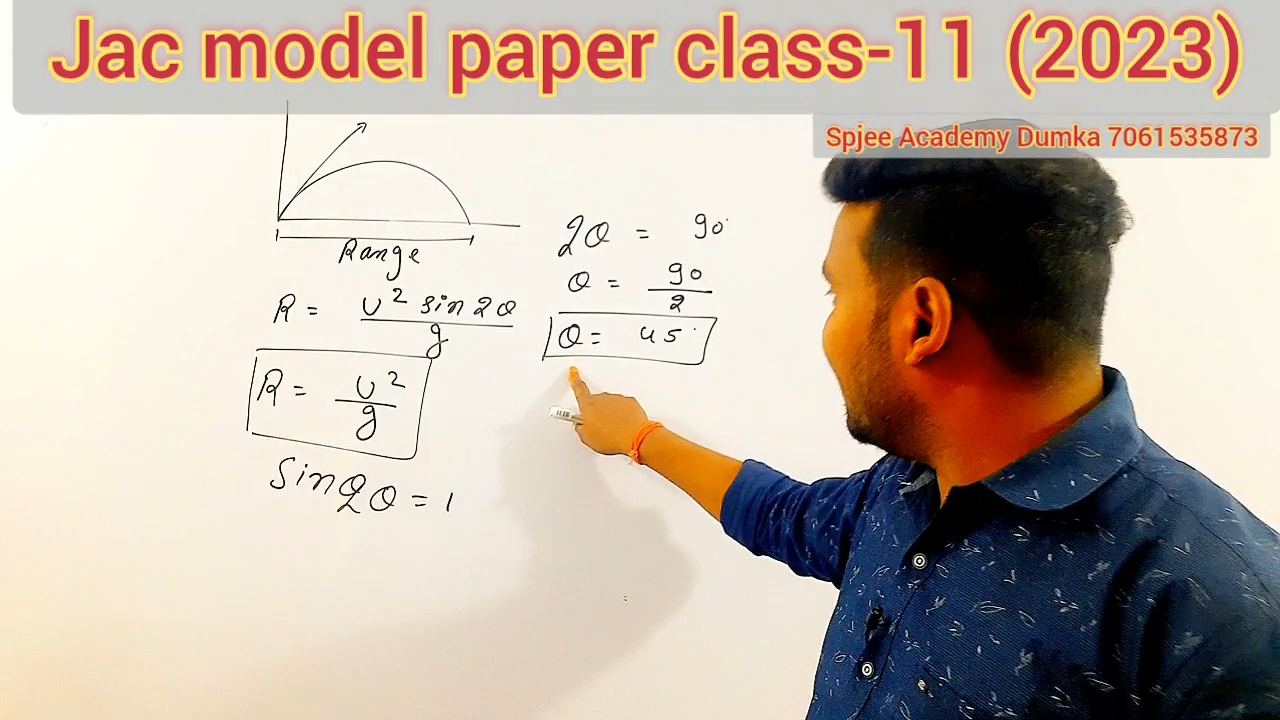 Jac model paper class-11 (2023)
Spjee Academy Dumka 7061535873
Range
R = U² sin 2θ / g
R = U² / g
Sin2θ = 1
2θ = 90°
θ = 90 / 2
θ = 45°